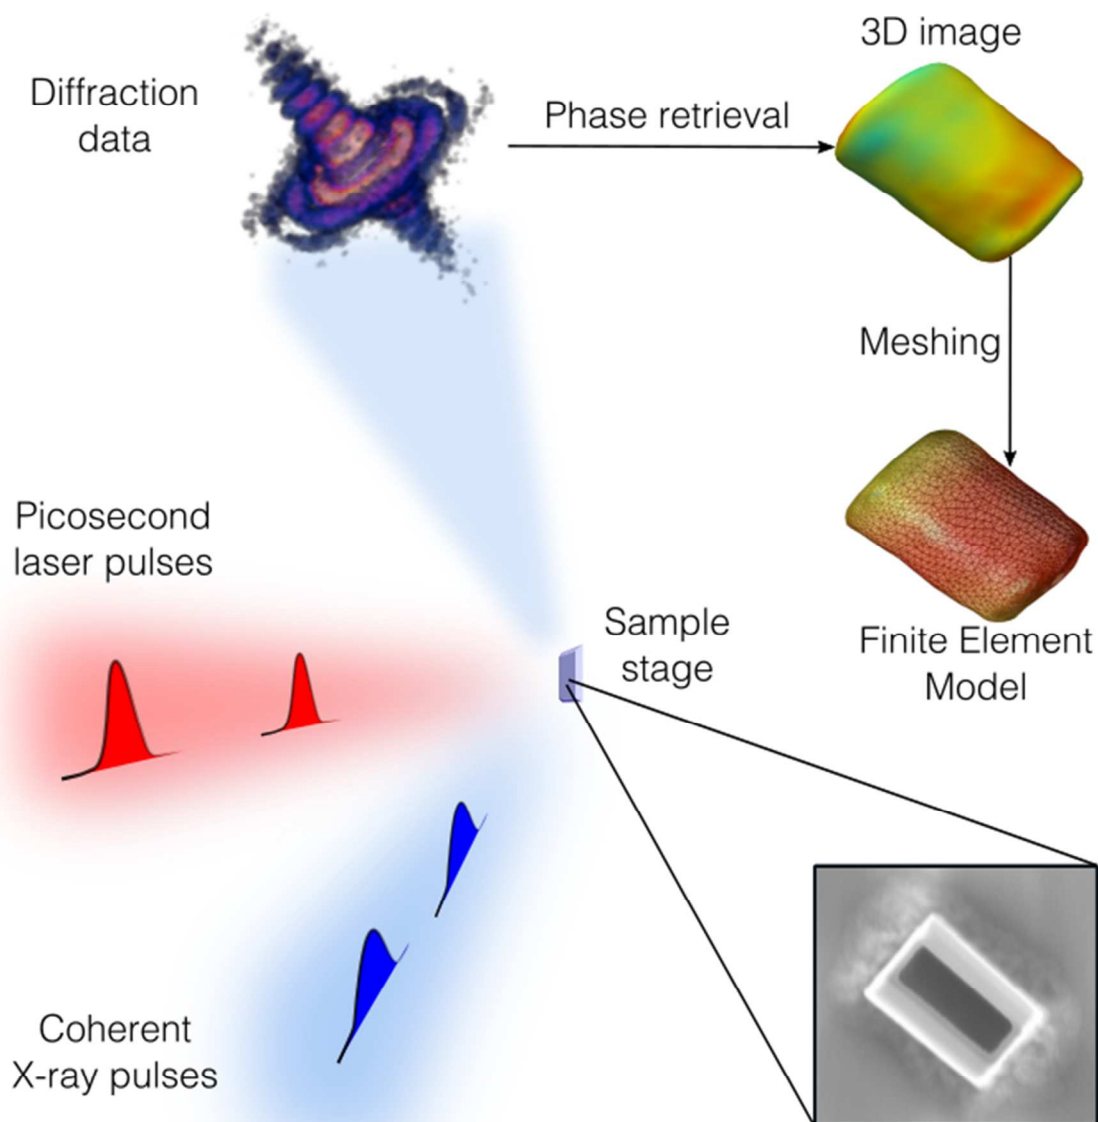 3D image
Diffraction
data
Phase retrieval
Meshing
Picosecond
laser pulses
Sample
stage
Finite Element
Model
Coherent
X-ray pulses